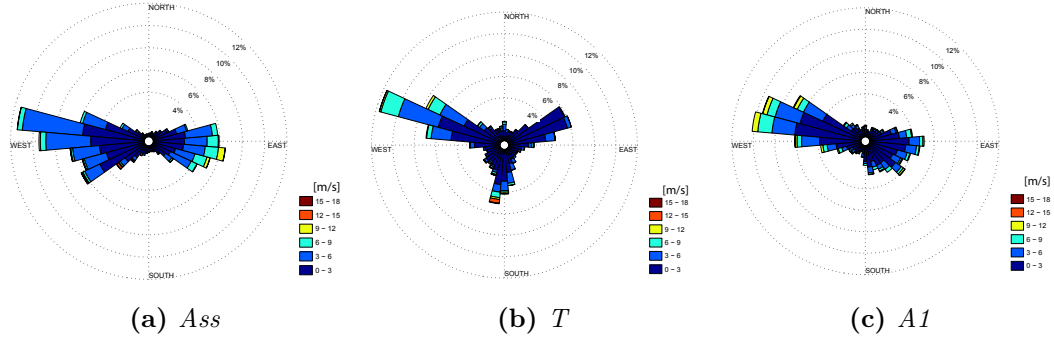 NORTH
12%
10%
8%
6%
4%
WEST
EAST
SOUTH
[m/s]
15 – 18
12 – 15
9 – 12
6 – 9
3 – 6
0 – 3
(a) Ass
NORTH
12%
10%
8%
6%
4%
WEST
EAST
SOUTH
[m/s]
15 – 18
12 – 15
9 – 12
6 – 9
3 – 6
0 – 3
(b) T
NORTH
12%
10%
8%
6%
4%
WEST
EAST
SOUTH
[m/s]
15 – 18
12 – 15
9 – 12
6 – 9
3 – 6
0 – 3
(c) A1